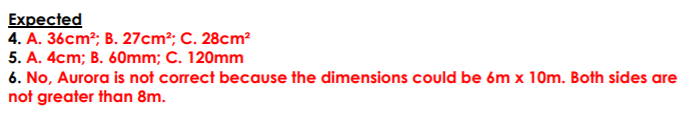 Expected
4. A. 36cm²; B. 27cm²; C. 28cm²
5. A. 4cm; B. 60mm; C. 120mm
6. No, Aurora is not correct because the dimensions could be 6m x 10m. Both sides are
not greater than 8m.